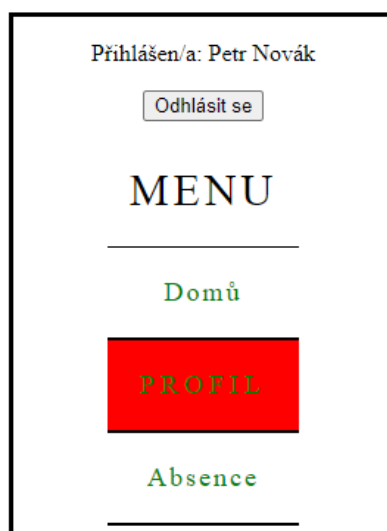 Přihlášen/a: Petr Novák
Odhlásit se
MENU
Domů
PROFIL
Absence